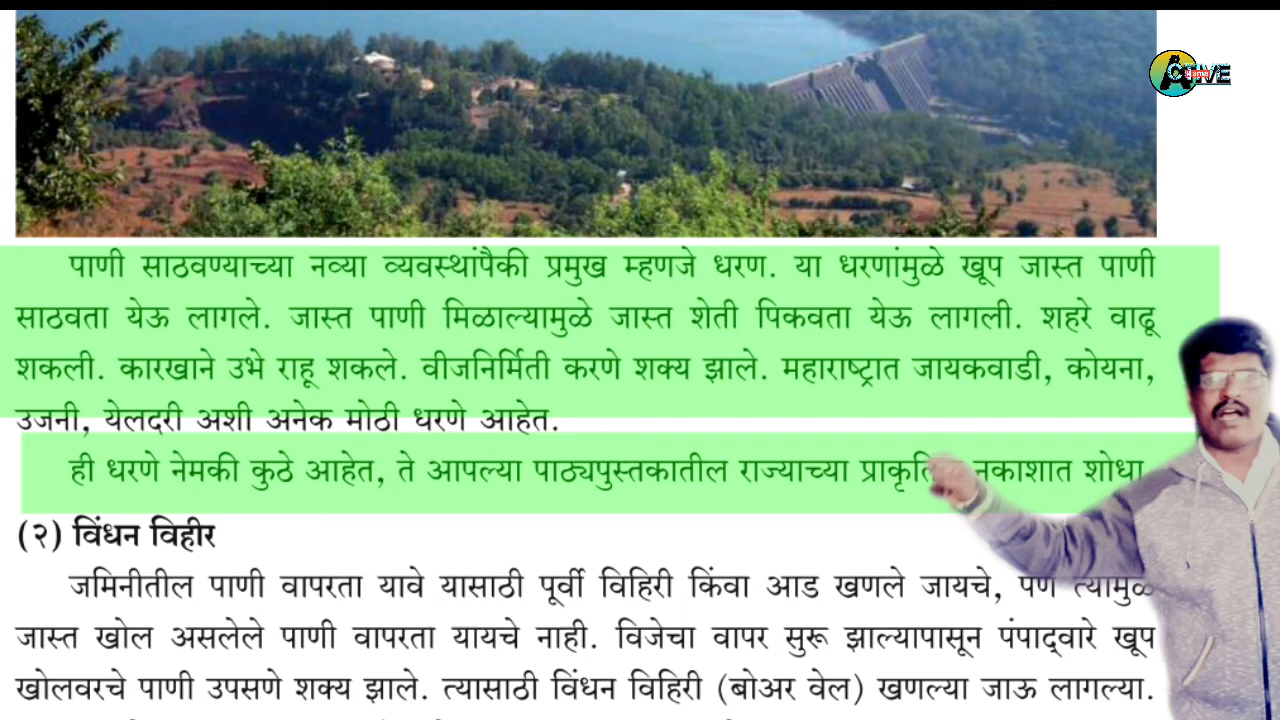 पाणी साठवण्याच्या नव्या व्यवस्थांपैकी प्रमुख म्हणजे धरण. या धरणांमुळे खूप जास्त पाणी
साठवता येऊ लागले. जास्त पाणी मिळाल्यामुळे जास्त शेती पिकवता येऊ लागली. शहरे वाढू
शकली. कारखाने उभे राहू शकले. वीजनिर्मिती करणे शक्य झाले. महाराष्ट्रात जायकवाडी, कोयना,
उजनी, येलदरी अशी अनेक मोठी धरणे आहेत.
ही धरणे नेमकी कुठे आहेत, ते आपल्या पाठ्यपुस्तकातील राज्याच्या नकाशात शोधा
(२) विंधन विहीर
जमिनीतील पाणी वापरता यावे यासाठी पूर्वी विहिरी किंवा आड खणले जायचे, पण त्यामुळे
जास्त खोल असलेले पाणी वापरता यायचे नाही. विजेचा वापर सुरू झाल्यापासून पंपाद्वारे खूप
खोलवरचे पाणी उपसणे शक्य झाले. त्यासाठी विंधन विहिरी (बोअर वेल) खणल्या जाऊ लागल्या.